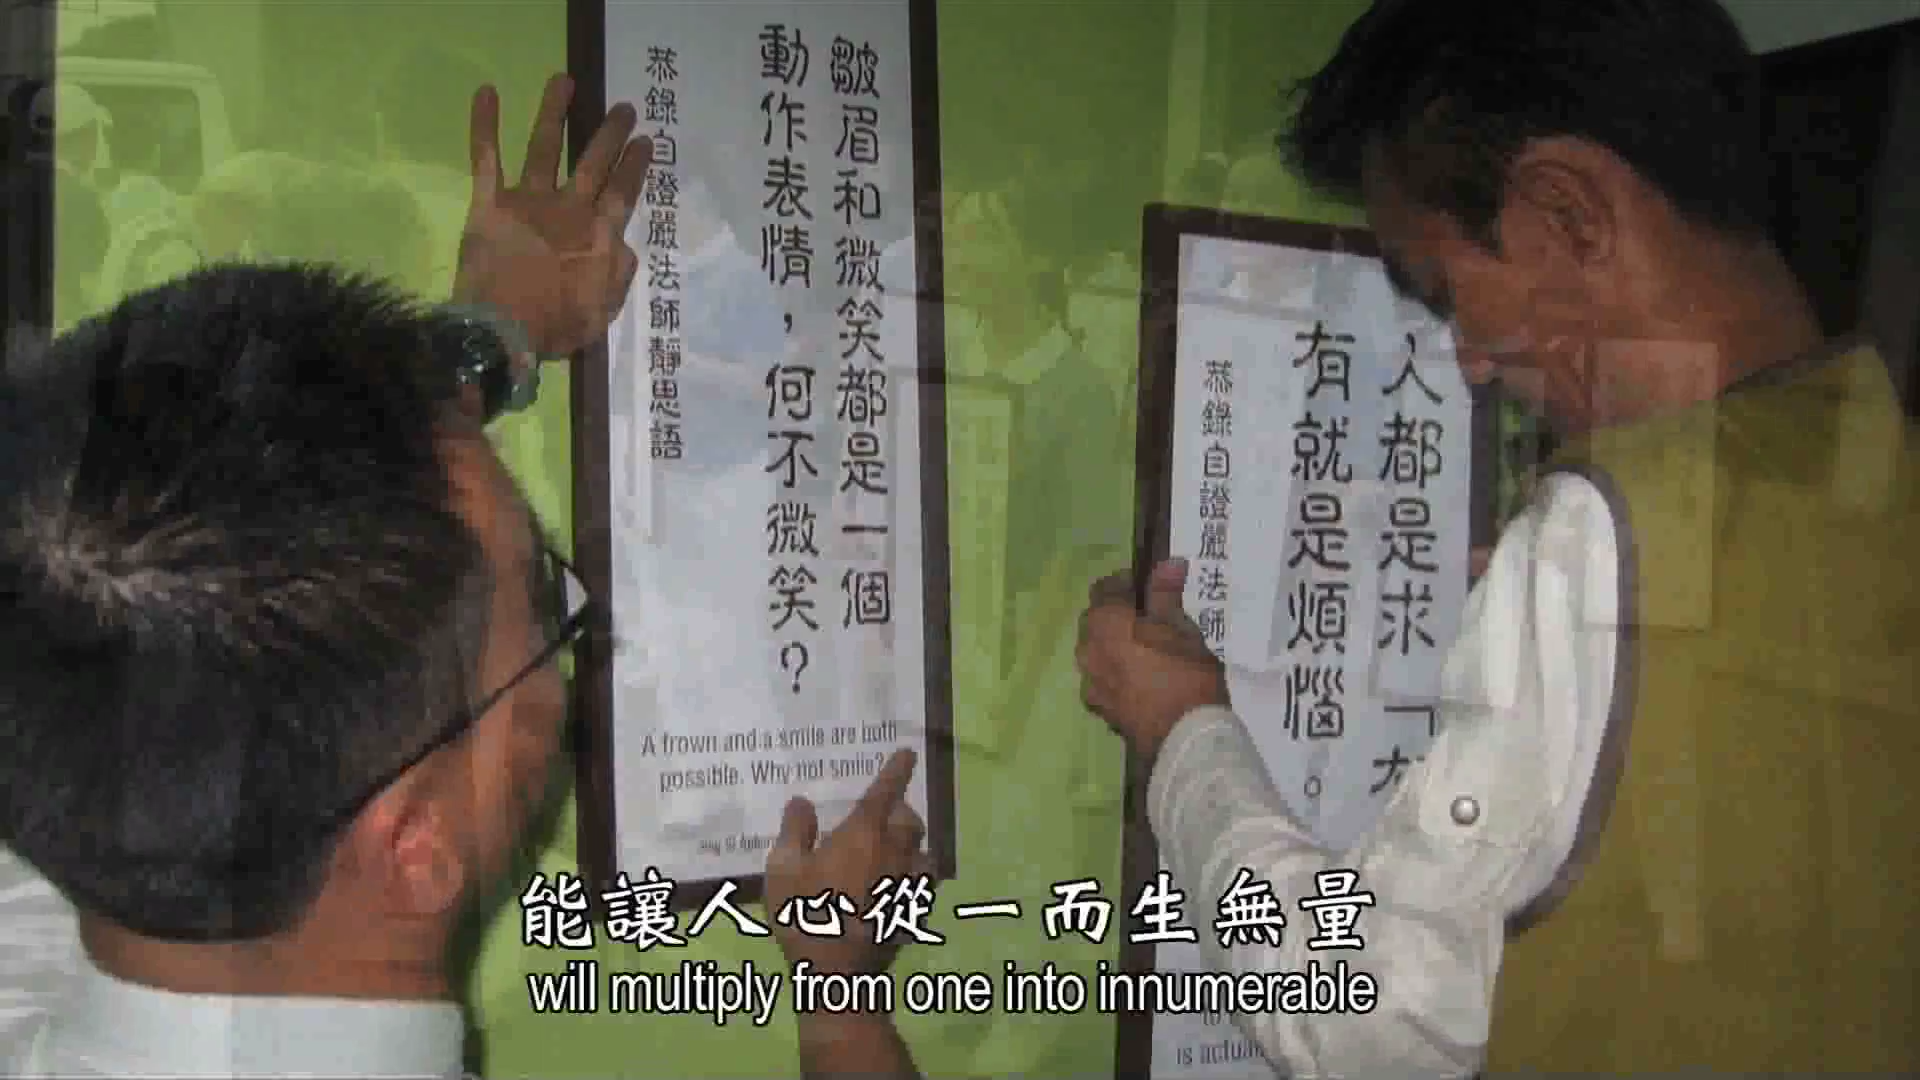 皺眉和微笑都是一個
動作表情，何不微笑？
恭錄自證嚴法師靜思語
A frown and a smile are both
possible. Why not smile?
人都是求「
有就是煩惱。
恭錄自證嚴法師
is actual
能讓人心從一而生無量
will multiply from one into innumerable